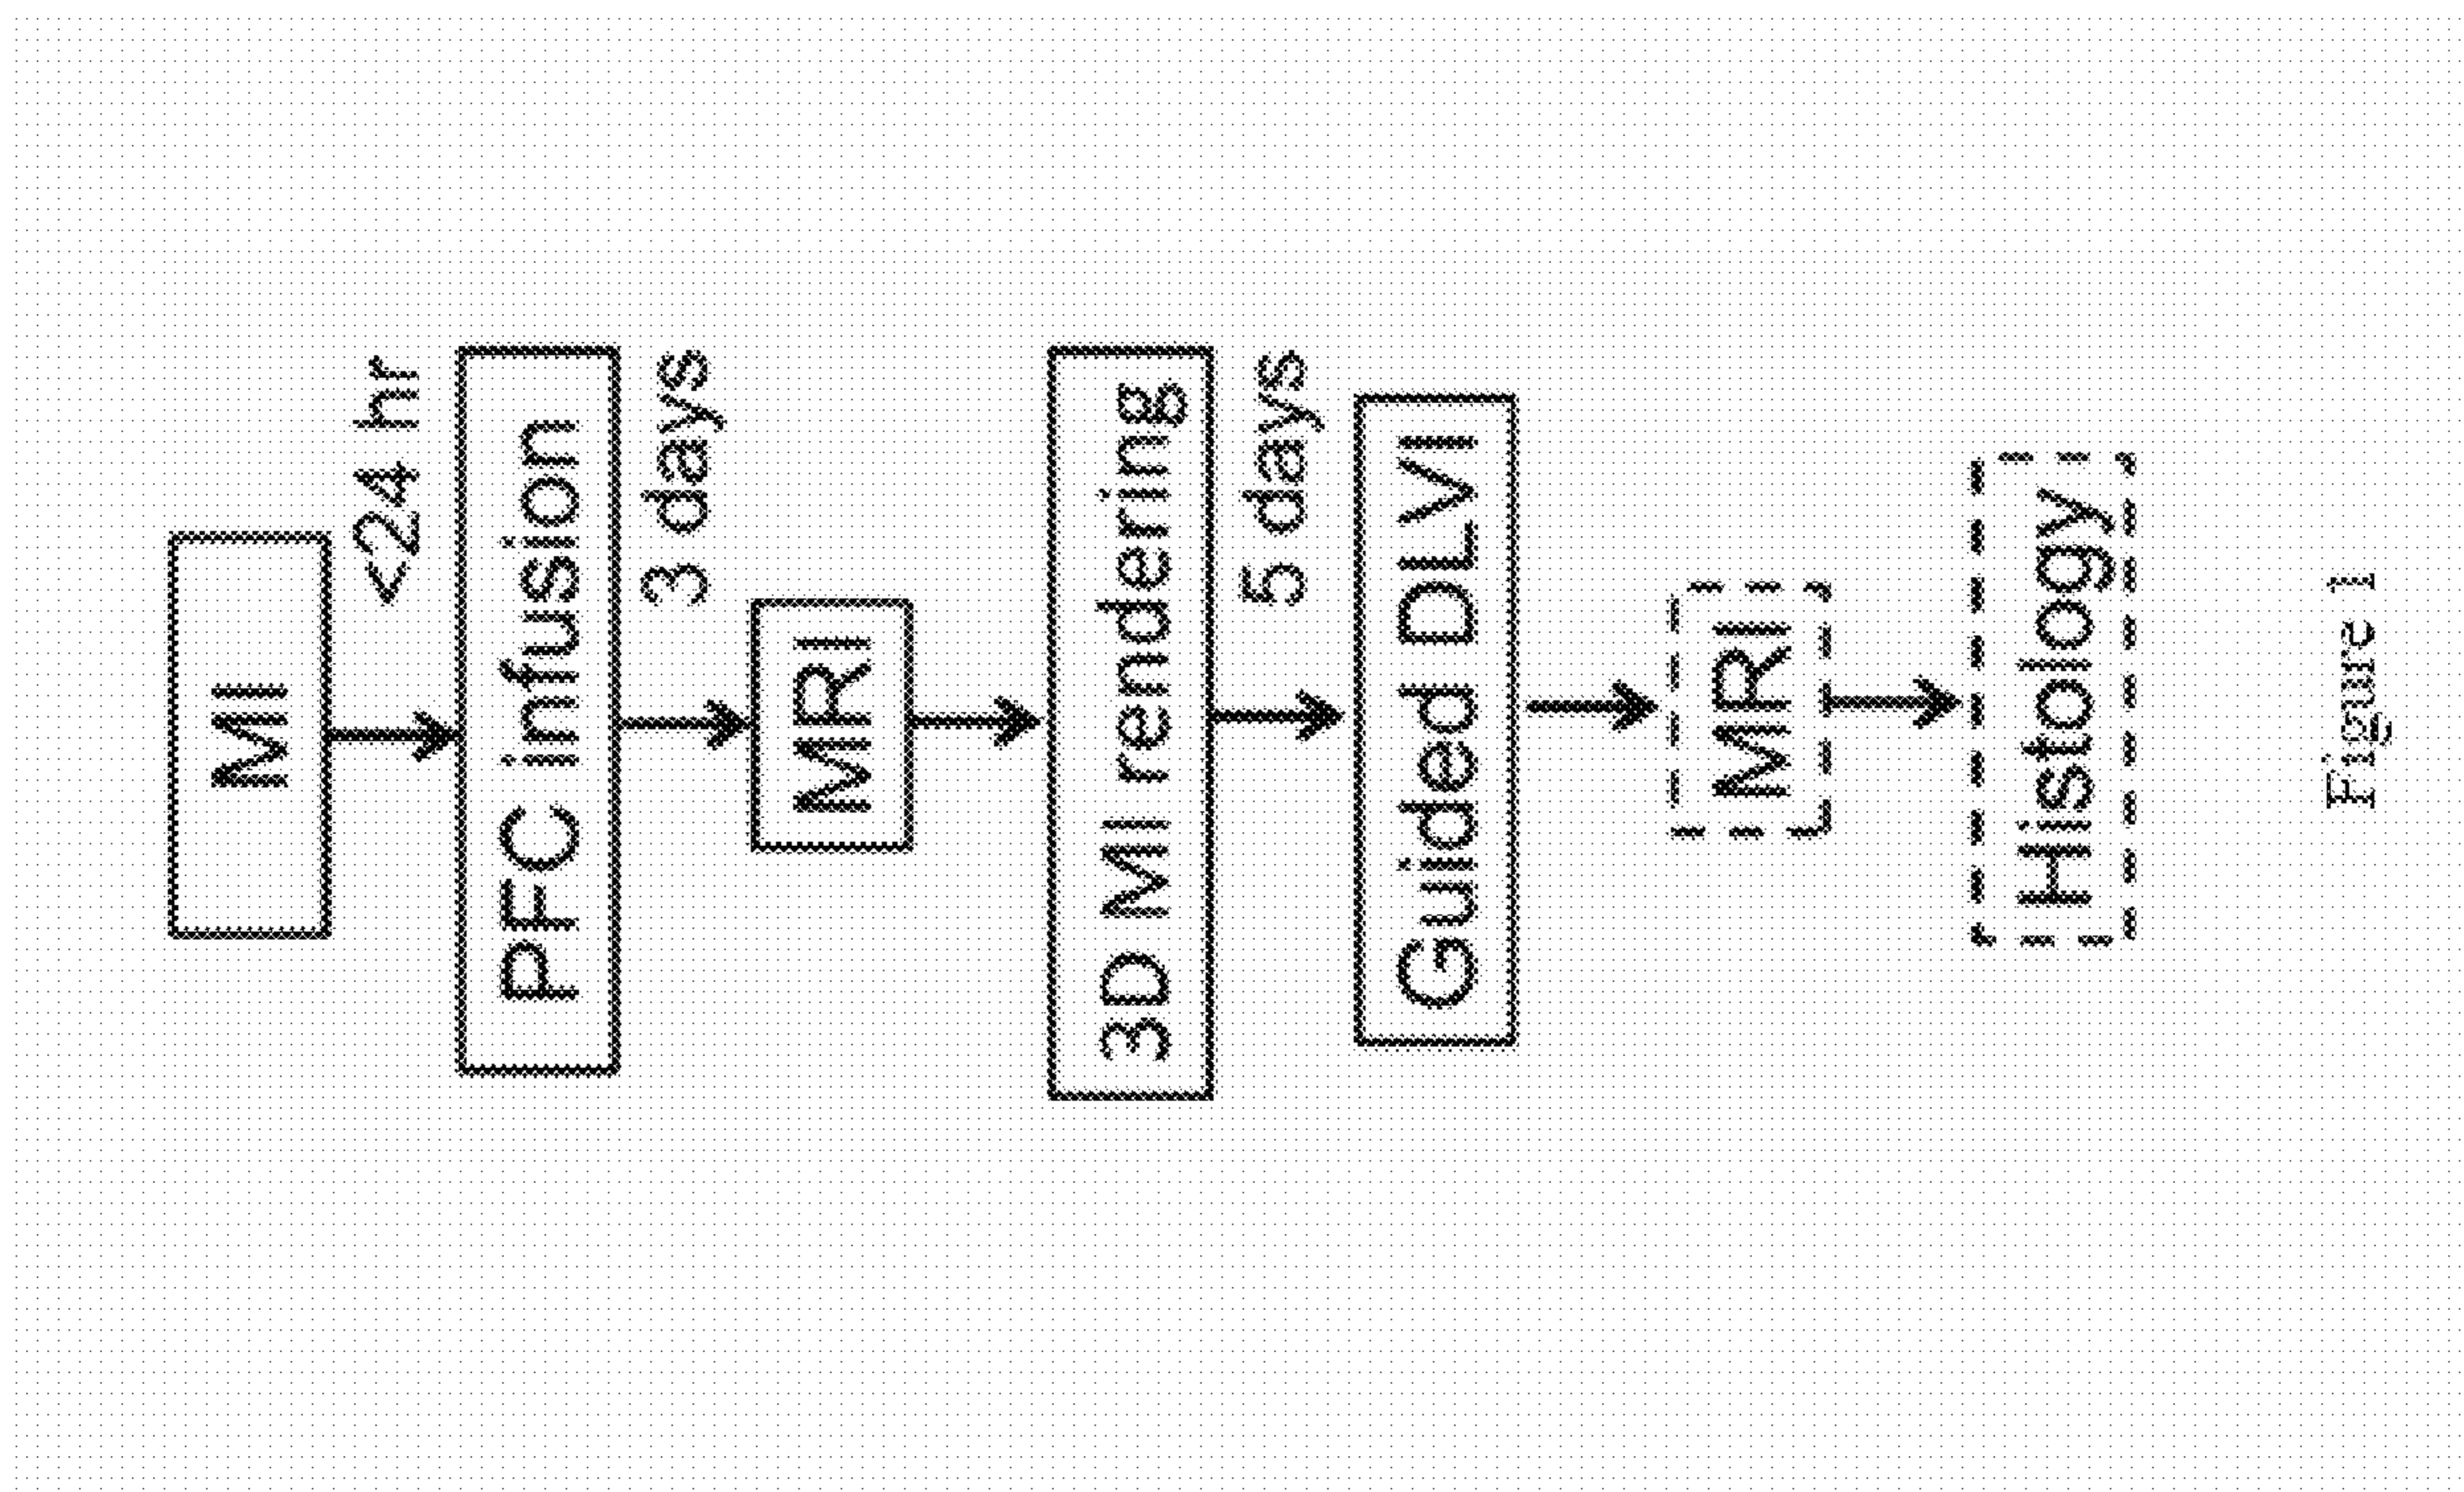 MI
<24 hr
PFC infusion
3 days
MRI
3D MI rendering
5 days
Guided DLVI
MRI
Histology
Figure 1